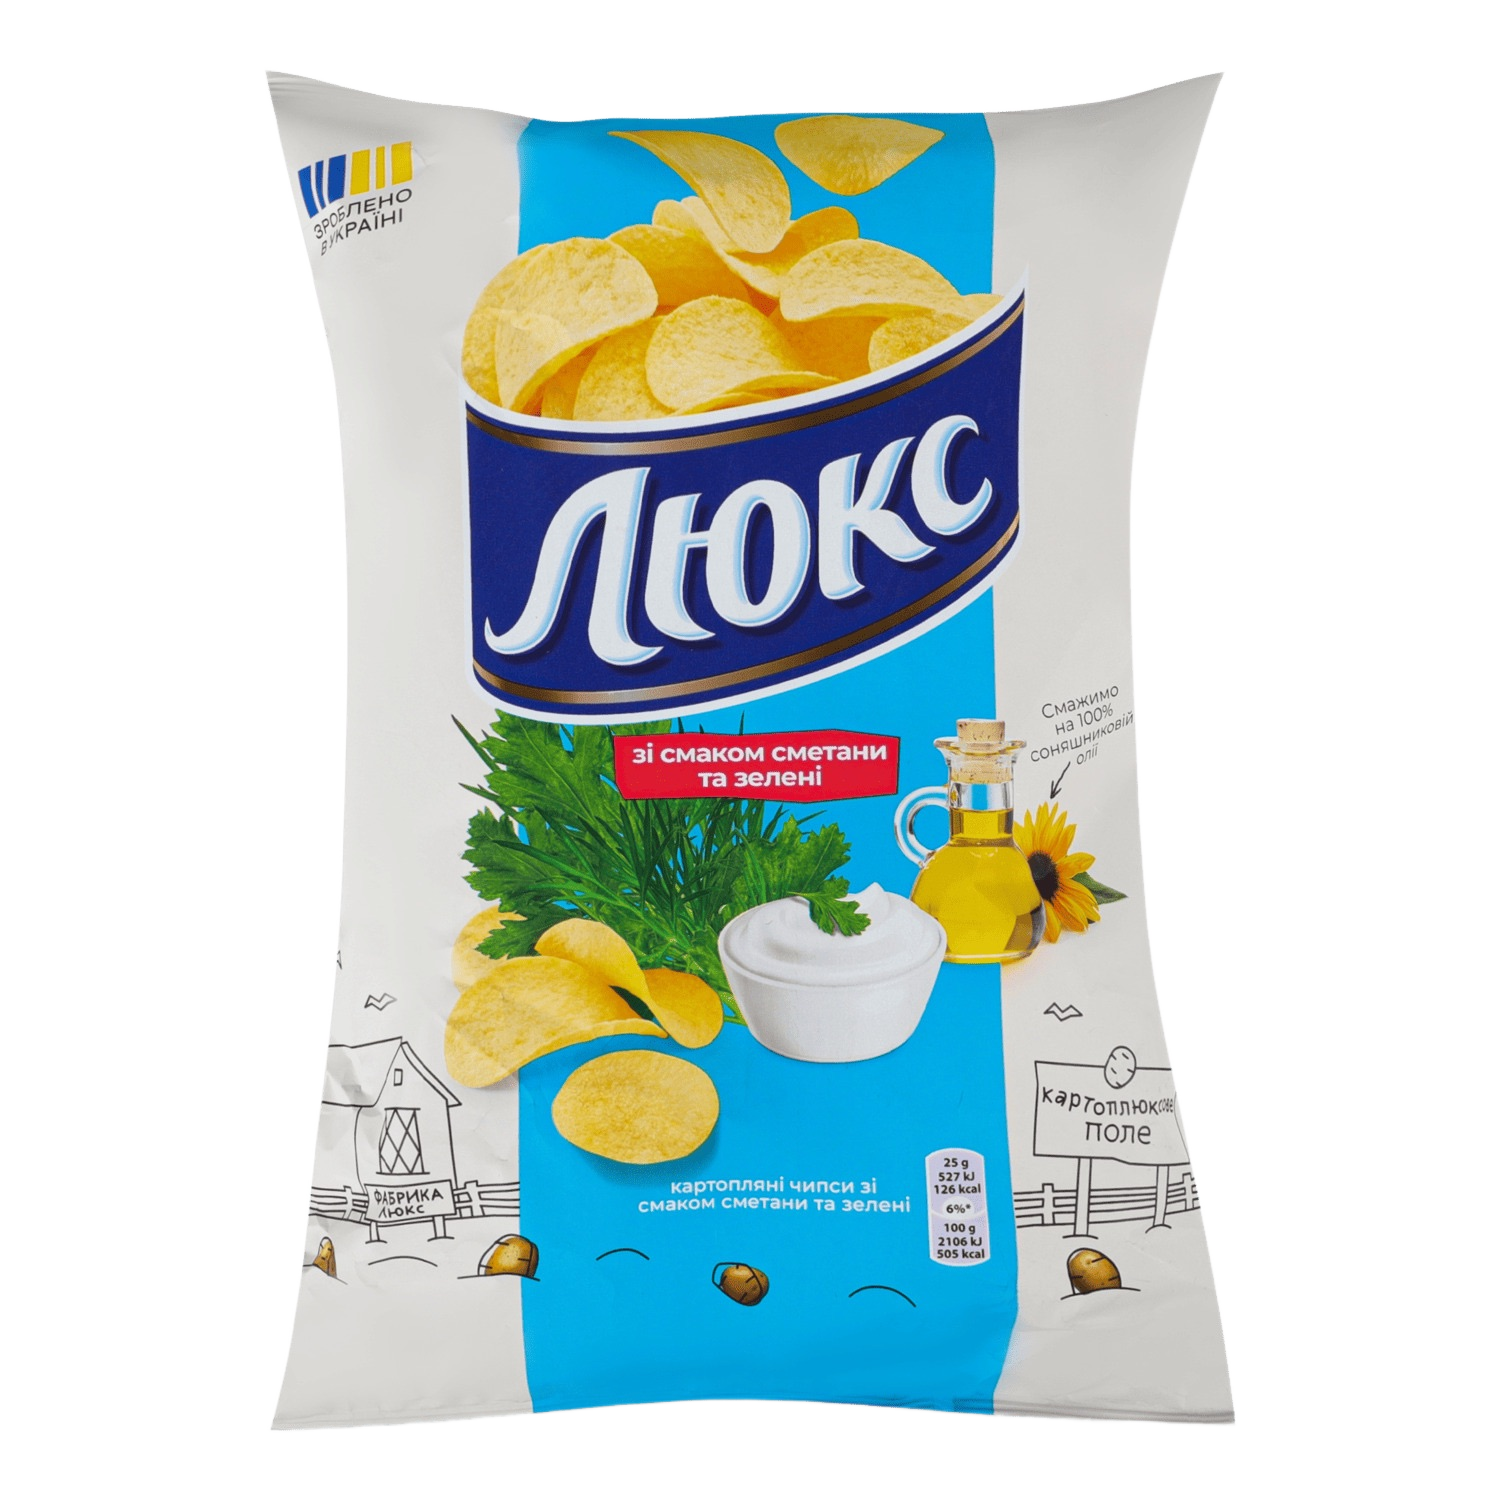 ЗРОБЛЕНО
В УКРАЇНІ
Люкс
зі смаком сметани
та зелені
Смажимо
на 100%
соняшниковій
олії
картоплюксове
поле
ФАБРИКА
ЛЮКС
картопляні чипси зі
смаком сметани та зелені
25 g
527 kJ
126 kcal
6%*
100 g
2106 kJ
505 kcal